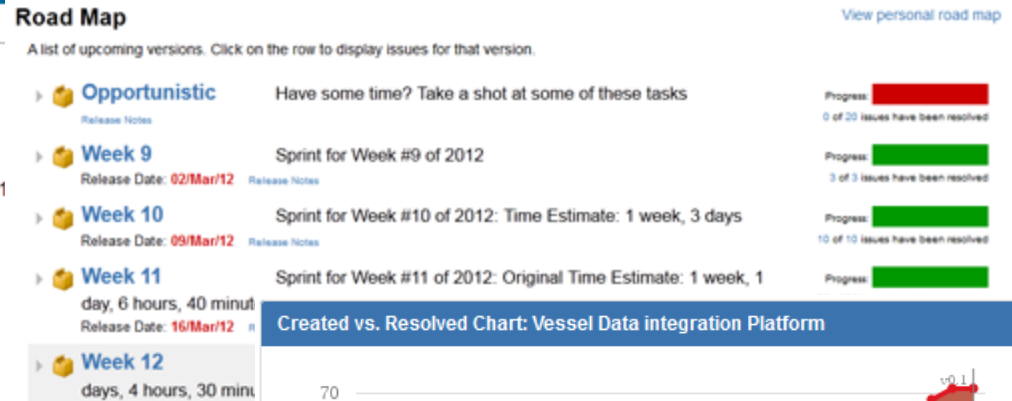 Road Map
View personal road map
A list of upcoming versions. Click on the row to display issues for that version.
Opportunistic Have some time? Take a shot at some of these tasks Progress:
Release Notes 0 of 20 issues have been resolved
Week 9 Sprint for Week #9 of 2012 Progress:
Release Date: 02/Mar/12 Release Notes 3 of 3 issues have been resolved
Week 10 Sprint for Week #10 of 2012: Time Estimate: 1 week, 3 days Progress:
Release Date: 09/Mar/12 Release Notes 10 of 10 issues have been resolved
Week 11 Sprint for Week #11 of 2012: Original Time Estimate: 1 week, 1 Progress:
day, 6 hours, 40 minut
Release Date: 16/Mar/12
Created vs. Resolved Chart: Vessel Data integration Platform
Week 12
days, 4 hours, 30 minu
70
v0.1